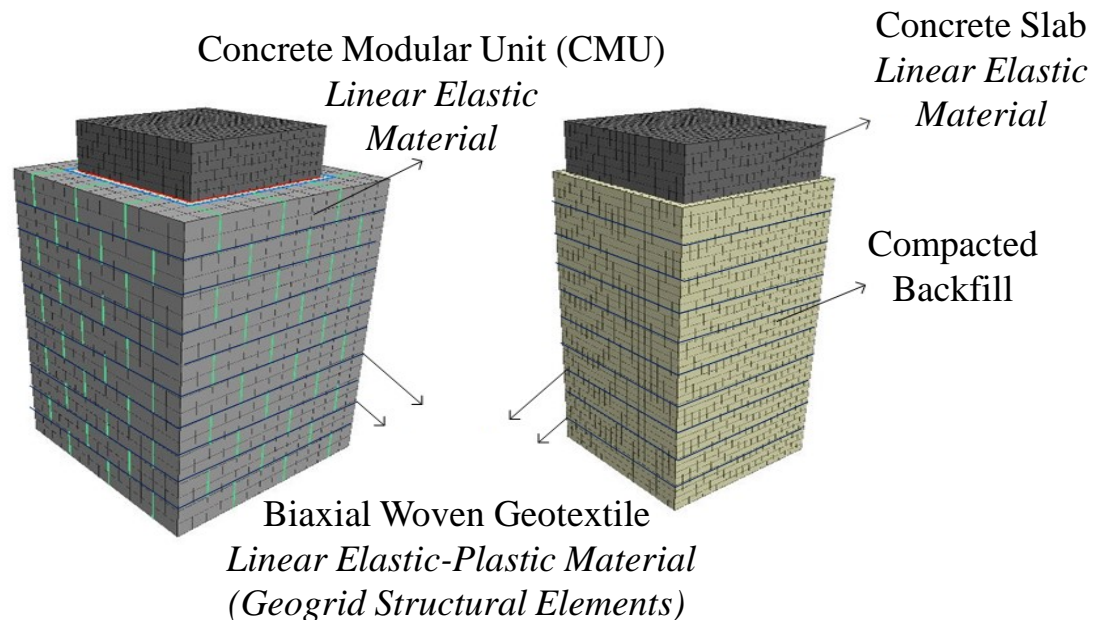 Concrete Modular Unit (CMU)
Linear Elastic
Material
Concrete Slab
Linear Elastic
Material
Compacted
Backfill
Biaxial Woven Geotextile
Linear Elastic-Plastic Material
(Geogrid Structural Elements)